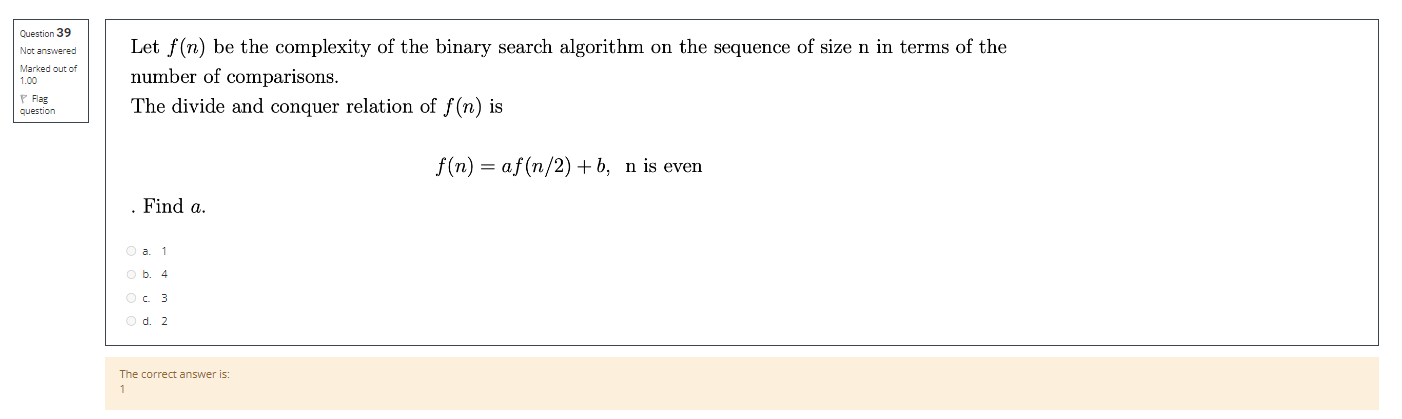 Question 39
Not answered
Marked out of
1.00
Flag
question
Let f(n) be the complexity of the binary search algorithm on the sequence of size n in terms of the
number of comparisons.
The divide and conquer relation of f(n) is
f(n) = af(n/2) + b, n is even
. Find a.
a. 1
b. 4
c. 3
d. 2
The correct answer is:
1